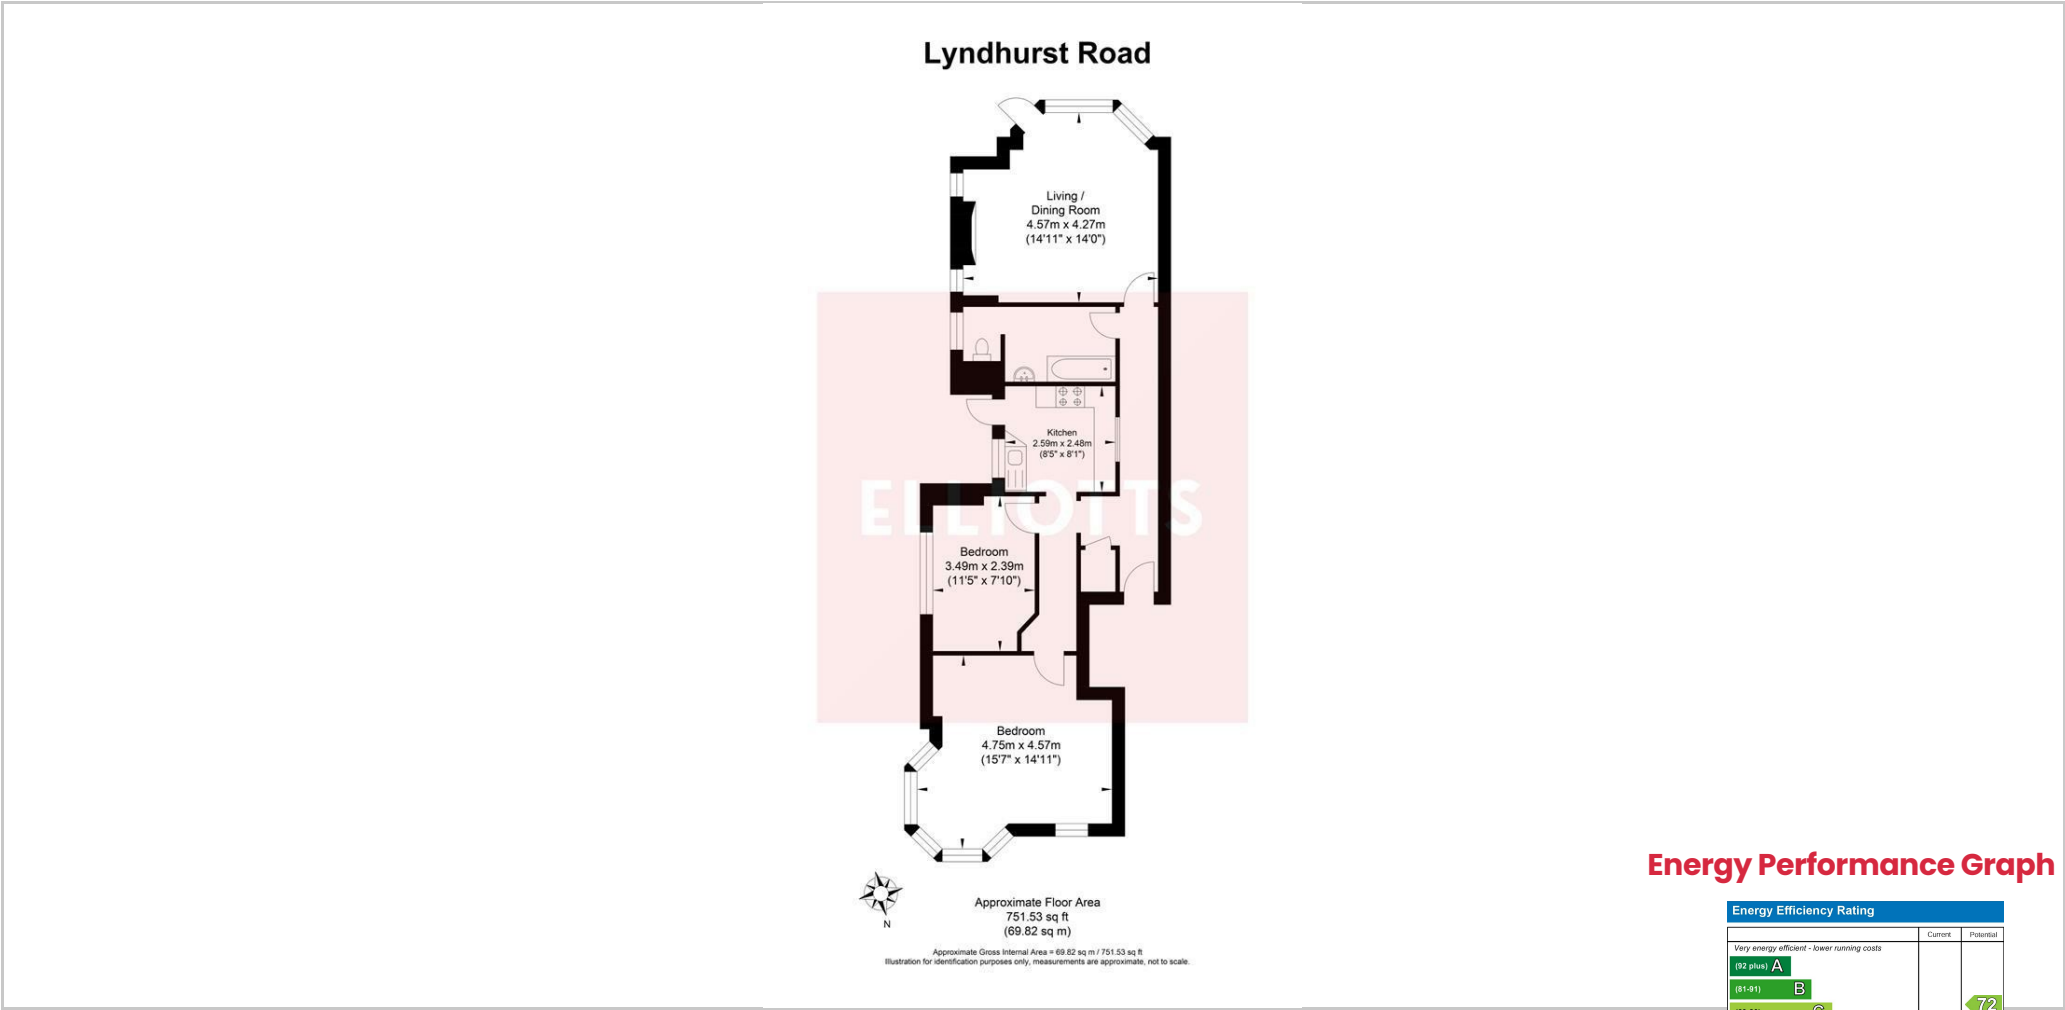 Lyndhurst Road
Living /
Dining Room
4.57m x 4.27m
(14'11" x 14'0")
Kitchen
2.59m x 2.48m
(8'5" x 8'1")
ELLIOTTS
Bedroom
3.49m x 2.39m
(11'5" x 7'10")
Bedroom
4.75m x 4.57m
(15'7" x 14'11")
N
Approximate Floor Area
751.53 sq ft
(69.82 sq m)
Approximate Gross Internal Area = 69.82 sq m / 751.53 sq ft
Illustration for identification purposes only, measurements are approximate, not to scale.
Energy Performance Graph
Energy Efficiency Rating
Current Potential
Very energy efficient - lower running costs
(92 plus) A
(81-91) B
72